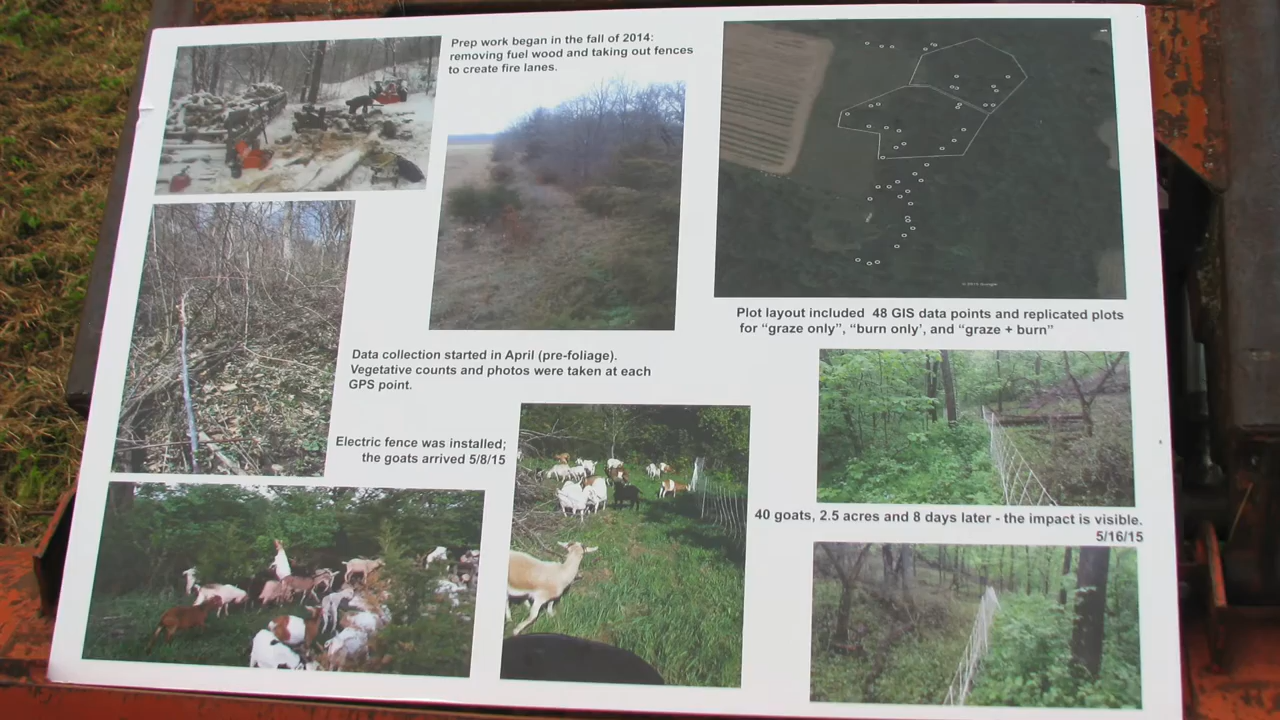 Prep work began in the fall of 2014:
removing fuel wood and taking out fences
to create fire lanes.
Plot layout included 48 GIS data points and replicated plots
for "graze only", "burn only', and "graze + burn"
Data collection started in April (pre-foliage).
Vegetative counts and photos were taken at each
GPS point.
Electric fence was installed;
the goats arrived 5/8/15
40 goats, 2.5 acres and 8 days later - the impact is visible.
5/16/15